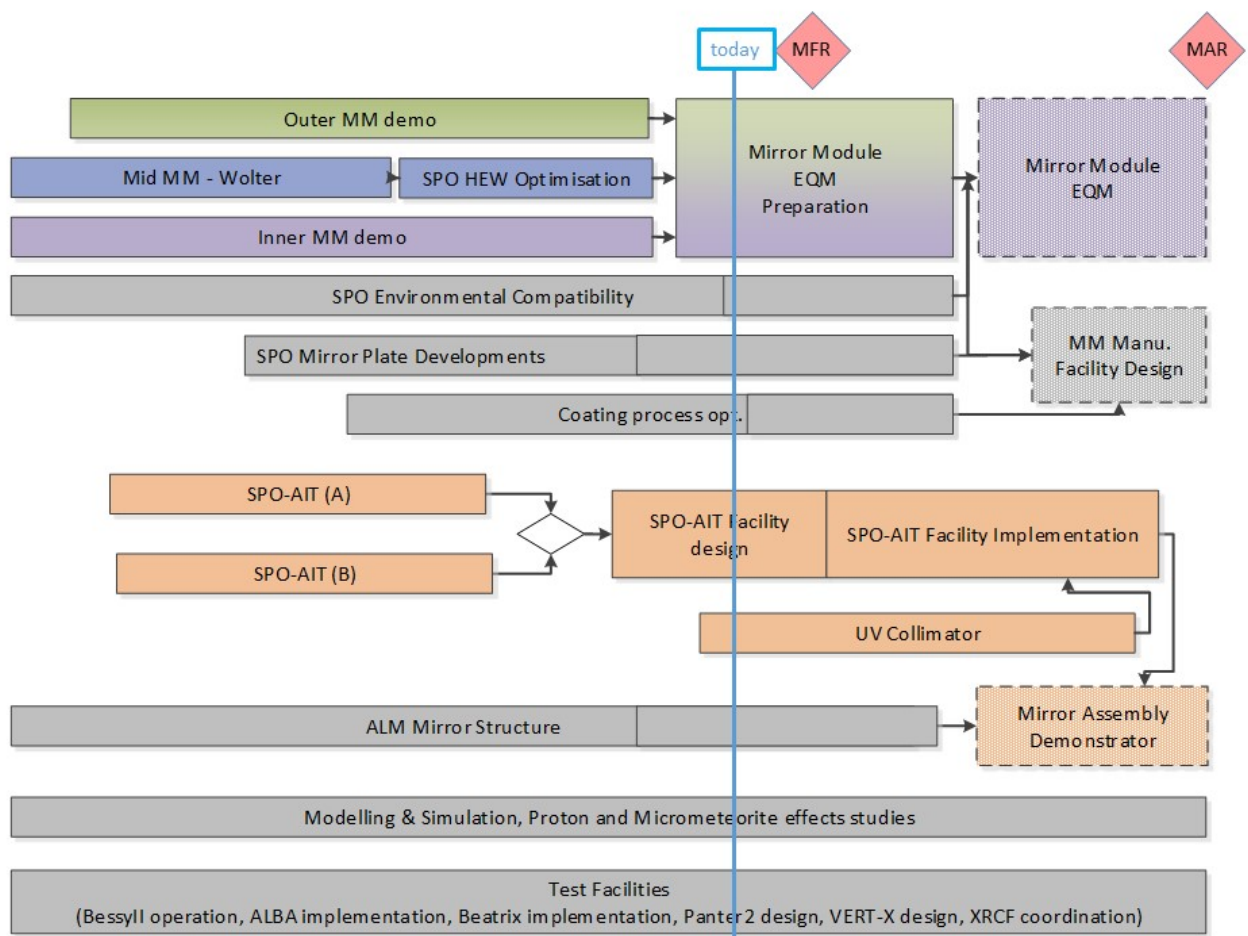 today
MFR
MAR
Outer MM demo
Mirror Module
EQM
Preparation
Mirror Module
EQM
Mid MM - Wolter
SPO HEW Optimisation
Inner MM demo
SPO Environmental Compatibility
SPO Mirror Plate Developments
MM Manu.
Facility Design
Coating process opt.
SPO-AIT (A)
SPO-AIT Facility
design
SPO-AIT Facility Implementation
SPO-AIT (B)
UV Collimator
ALM Mirror Structure
Mirror Assembly
Demonstrator
Modelling & Simulation, Proton and Micrometeorite effects studies
Test Facilities
(BessyII operation, ALBA implementation, Beatrix implementation, Panter2 design, VERT-X design, XRCF coordination)